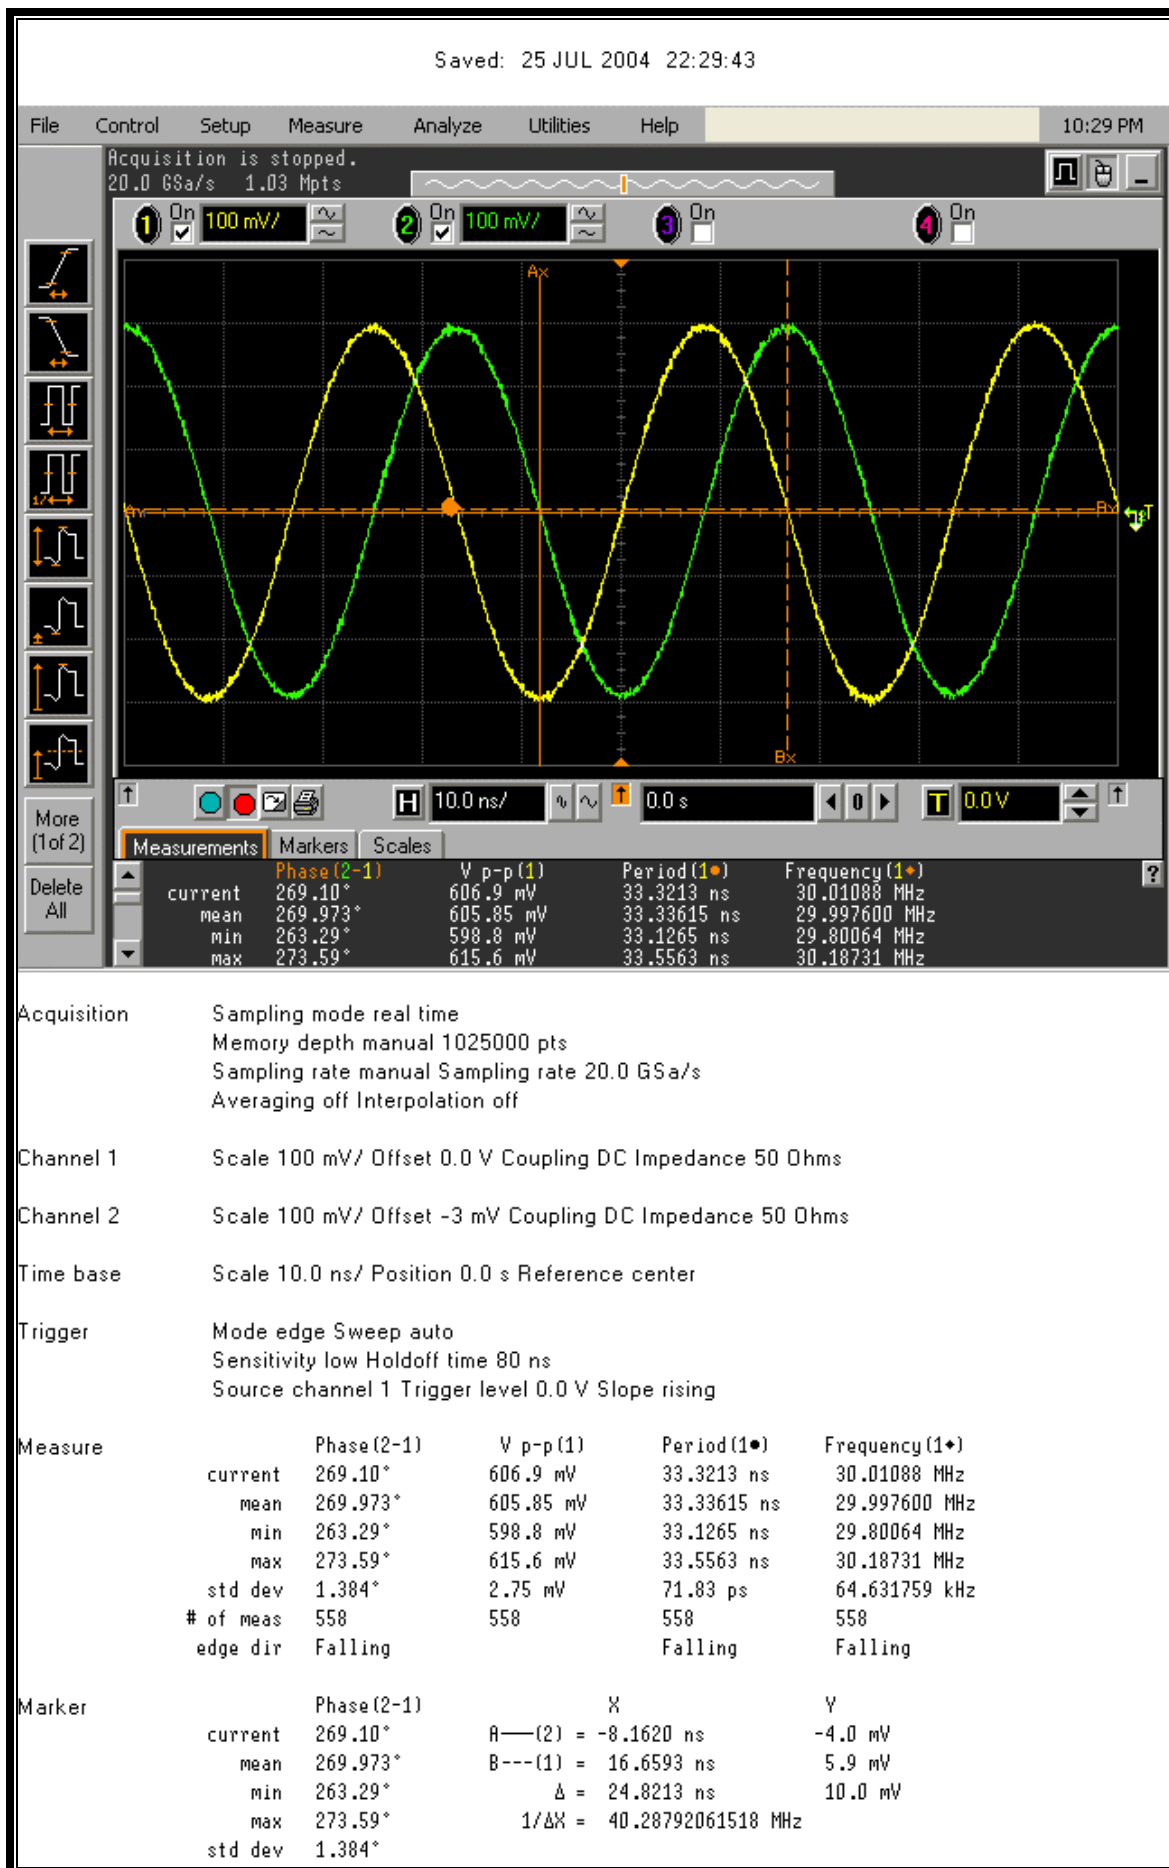 Saved: 25 JUL 2004 22:29:43
File Control Setup Measure Analyze Utilities Help 10:29 PM
Acquisition is stopped.
20.0 GSa/s 1.03 Mpts
1 On 100 mV/ 2 On 100 mV/ 3 On 4 On
Ax
Ay By
T
Bx
H 10.0 ns/ 0.0 s 0 T 0.0 V
More
(1of 2)
Delete
All
Measurements Markers Scales
Phase(2-1) V p-p(1) Period(1●) Frequency(1◆) ?
current 269.10° 606.9 mV 33.3213 ns 30.01088 MHz
mean 269.973° 605.85 mV 33.33615 ns 29.997600 MHz
min 263.29° 598.8 mV 33.1265 ns 29.80064 MHz
max 273.59° 615.6 mV 33.5563 ns 30.18731 MHz
Acquisition Sampling mode real time
Memory depth manual 1025000 pts
Sampling rate manual Sampling rate 20.0 GSa/s
Averaging off Interpolation off
Channel 1 Scale 100 mV/ Offset 0.0 V Coupling DC Impedance 50 Ohms
Channel 2 Scale 100 mV/ Offset -3 mV Coupling DC Impedance 50 Ohms
Time base Scale 10.0 ns/ Position 0.0 s Reference center
Trigger Mode edge Sweep auto
Sensitivity low Holdoff time 80 ns
Source channel 1 Trigger level 0.0 V Slope rising
Measure Phase(2-1) V p-p(1) Period(1●) Frequency(1◆)
current 269.10° 606.9 mV 33.3213 ns 30.01088 MHz
mean 269.973° 605.85 mV 33.33615 ns 29.997600 MHz
min 263.29° 598.8 mV 33.1265 ns 29.80064 MHz
max 273.59° 615.6 mV 33.5563 ns 30.18731 MHz
std dev 1.384° 2.75 mV 71.83 ps 64.631759 kHz
# of meas 558 558 558 558
edge dir Falling Falling Falling
Marker Phase(2-1) X Y
current 269.10° A——(2) = -8.1620 ns -4.0 mV
mean 269.973° B---(1) = 16.6593 ns 5.9 mV
min 263.29° Δ = 24.8213 ns 10.0 mV
max 273.59° 1/ΔX = 40.28792061518 MHz
std dev 1.384°